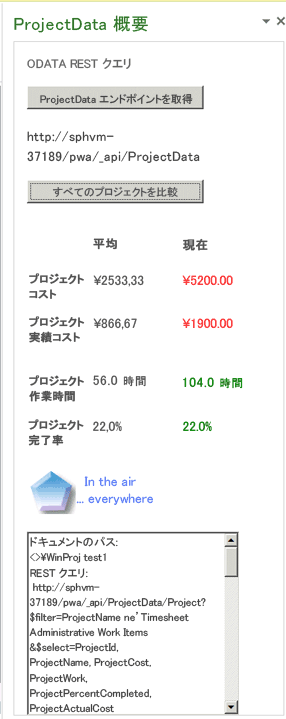 ProjectData 概要
ODATA REST クエリ
ProjectData エンドポイントを取得
http://sphvm-
37189/pwa/_api/ProjectData
すべてのプロジェクトを比較
平均 現在
プロジェクト
コスト ¥2533,33 ¥5200.00
プロジェクト
実績コスト ¥866,67 ¥1900.00
プロジェクト
作業時間 56.0 時間 104.0 時間
プロジェクト
完了率 22,0% 22.0%
In the air
... everywhere
ドキュメントのパス:
<>¥WinProj test1
REST クエリ:
http://sphvm-
37189/pwa/_api/ProjectData/Project?
$filter=ProjectName ne' Timesheet
Administrative Work Items
&$select=ProjectId,
ProjectName, ProjectCost,
ProjectWork,
ProjectPercentCompleted,
ProjectActualCost